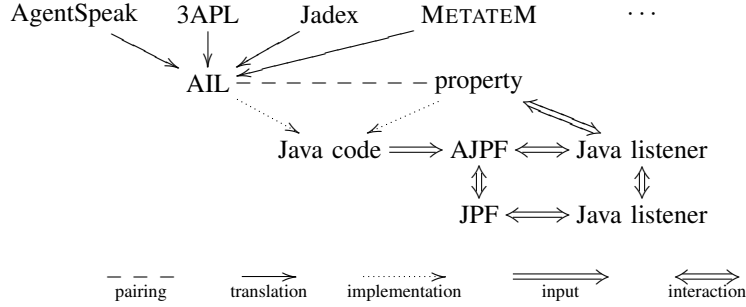 AgentSpeak 3APL Jadex METATEM ···
AIL property
Java code AJPF Java listener
JPF Java listener
pairing translation implementation input interaction